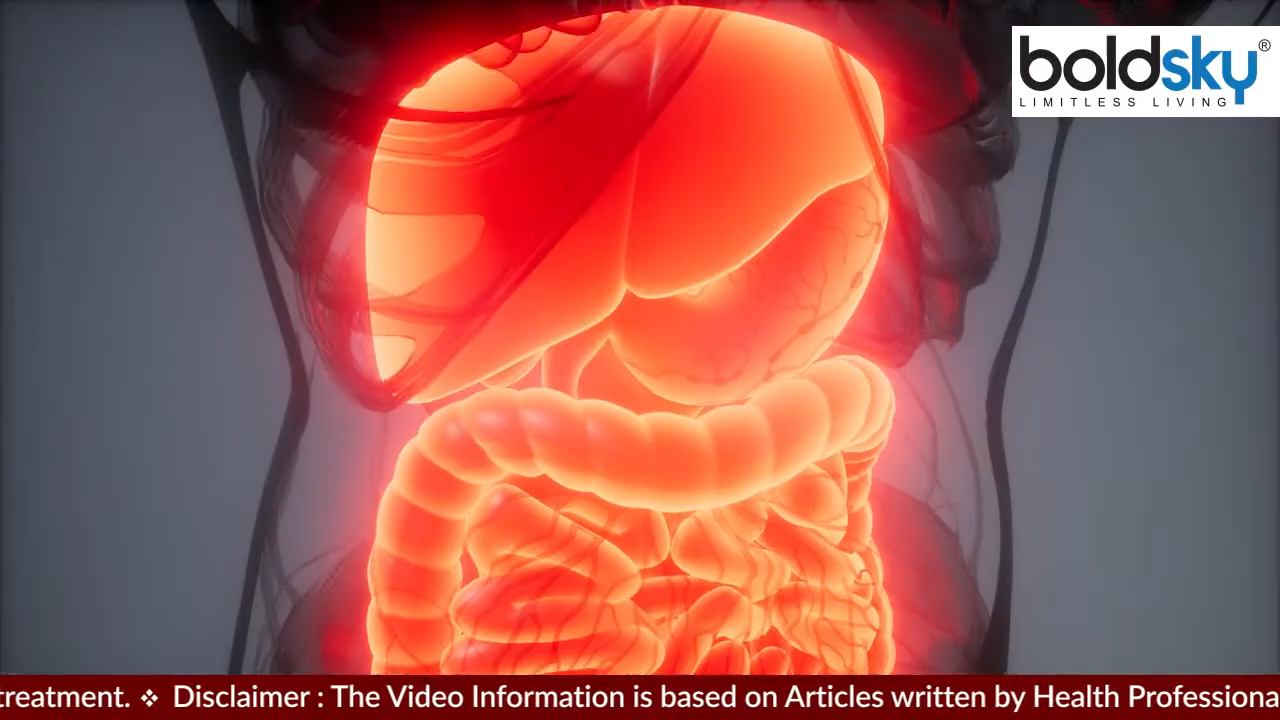 boldsky®
LIMITLESS LIVING
treatment. ❖ Disclaimer : The Video Information is based on Articles written by Health Professiona